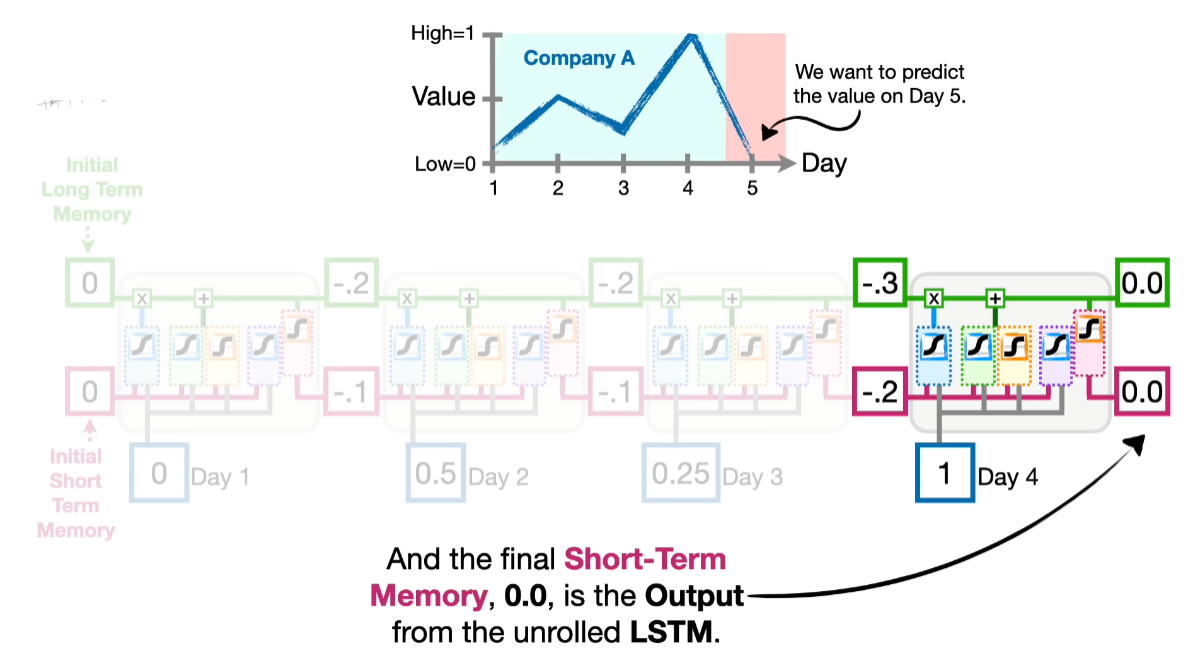 High=1
Company A
Value
Low=0
1 2 3 4 5
Day
We want to predict
the value on Day 5.
Initial
Long Term
Memory
0 -.2 -.2 -.3 0.0
x + x + x + x +
0 -.1 -.1 -.2 0.0
Initial
Short
Term
Memory
0 Day 1 0.5 Day 2 0.25 Day 3 1 Day 4
And the final Short-Term
Memory, 0.0, is the Output
from the unrolled LSTM.